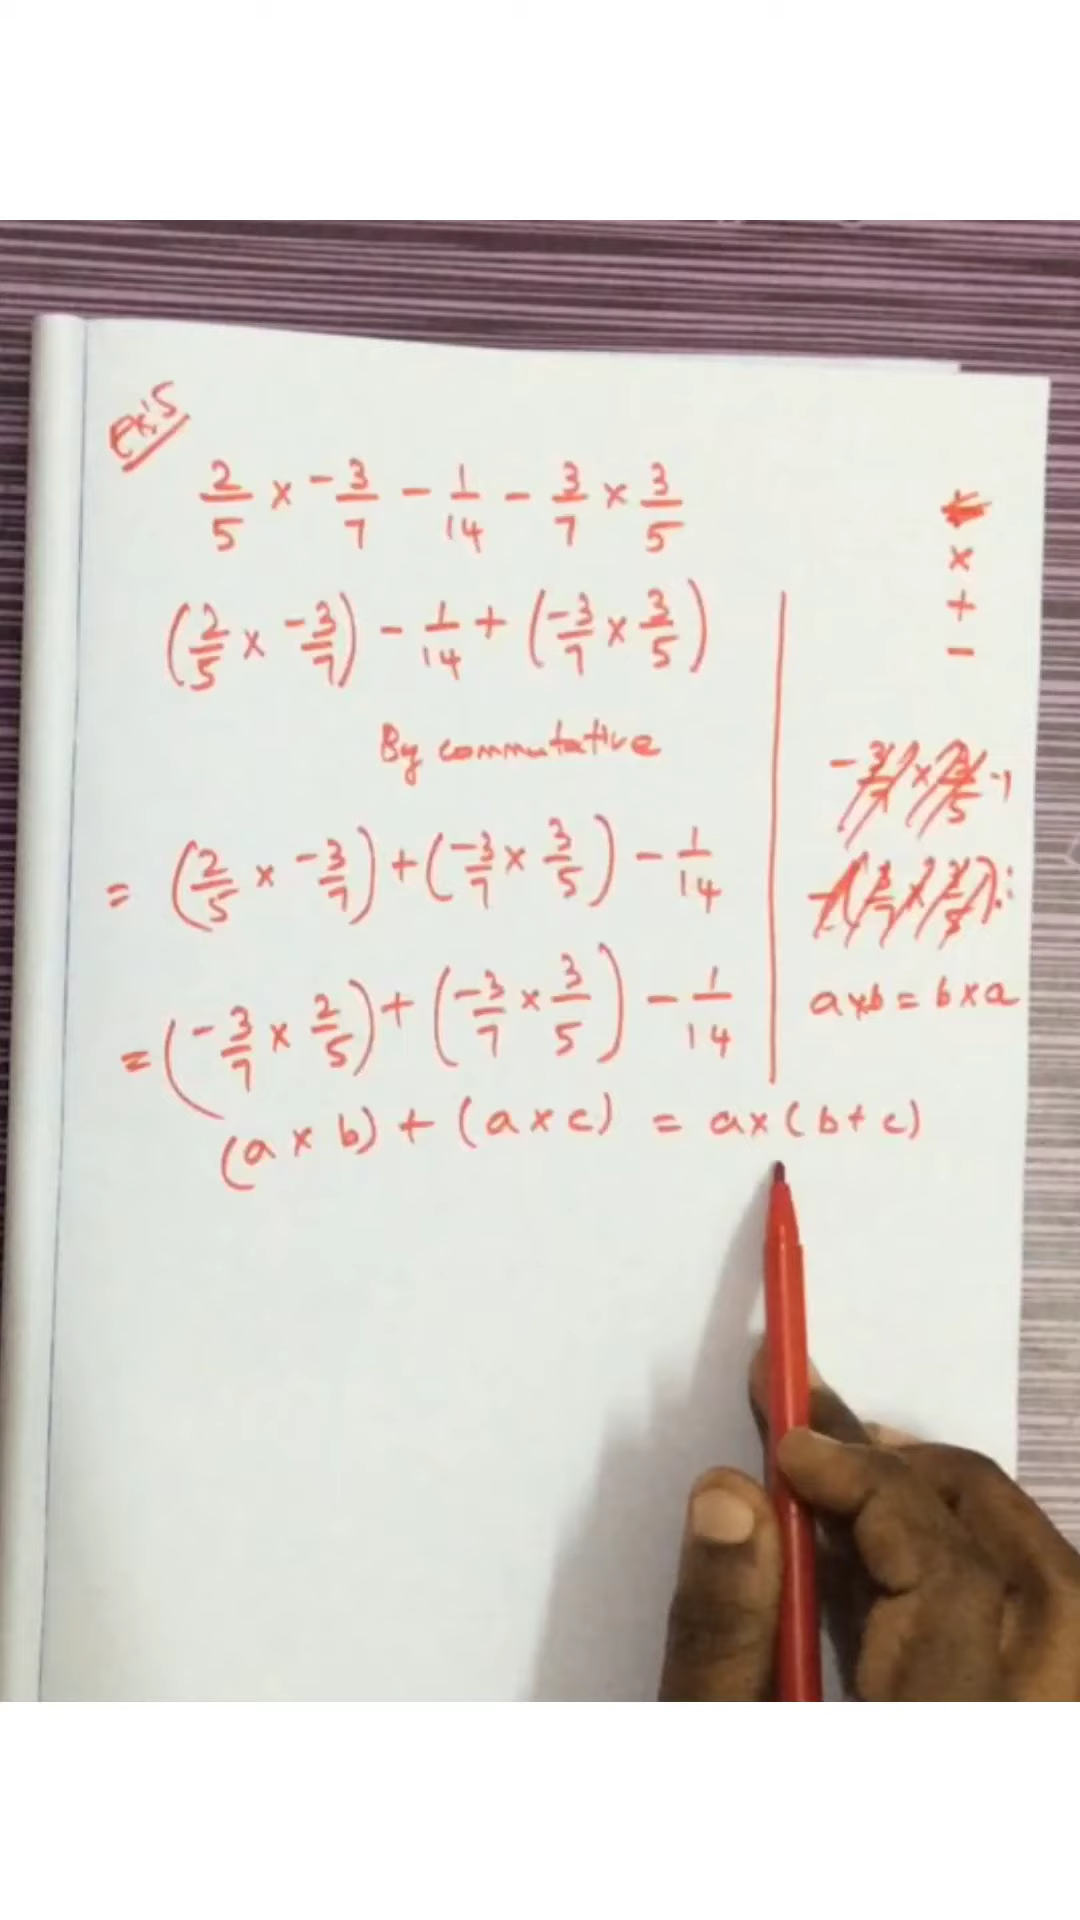 Ex:5
2/5 × -3/7 - 1/14 - 3/7 × 3/5
(2/5 × -3/7) - 1/14 + (-3/7 × 3/5)
By commutative
= (2/5 × -3/7) + (-3/7 × 3/5) - 1/14
= (-3/7 × 2/5) + (-3/7 × 3/5) - 1/14
(a × b) + (a × c) = a × (b + c)
×
+
-
a×b = b×a